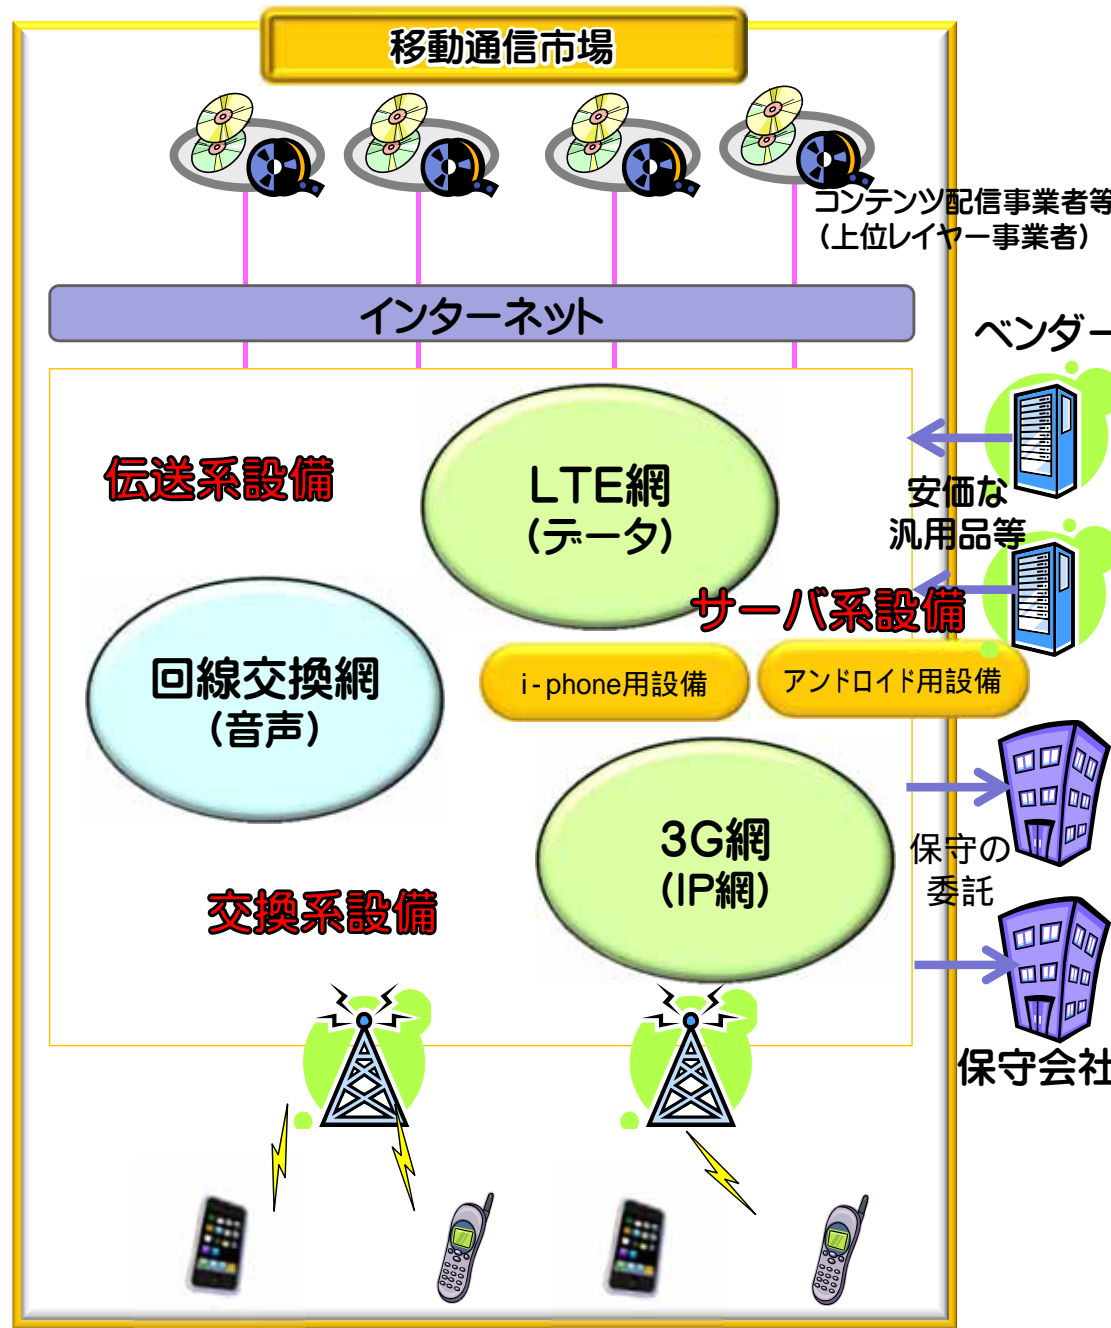 移動通信市場
コンテンツ配信事業者等
（上位レイヤー事業者）
インターネット
ベンダー
伝送系設備
LTE網
（データ）
安価な
汎用品等
サーバ系設備
回線交換網
（音声）
i-phone用設備
アンドロイド用設備
3G網
（IP網）
保守の
委託
交換系設備
保守会社